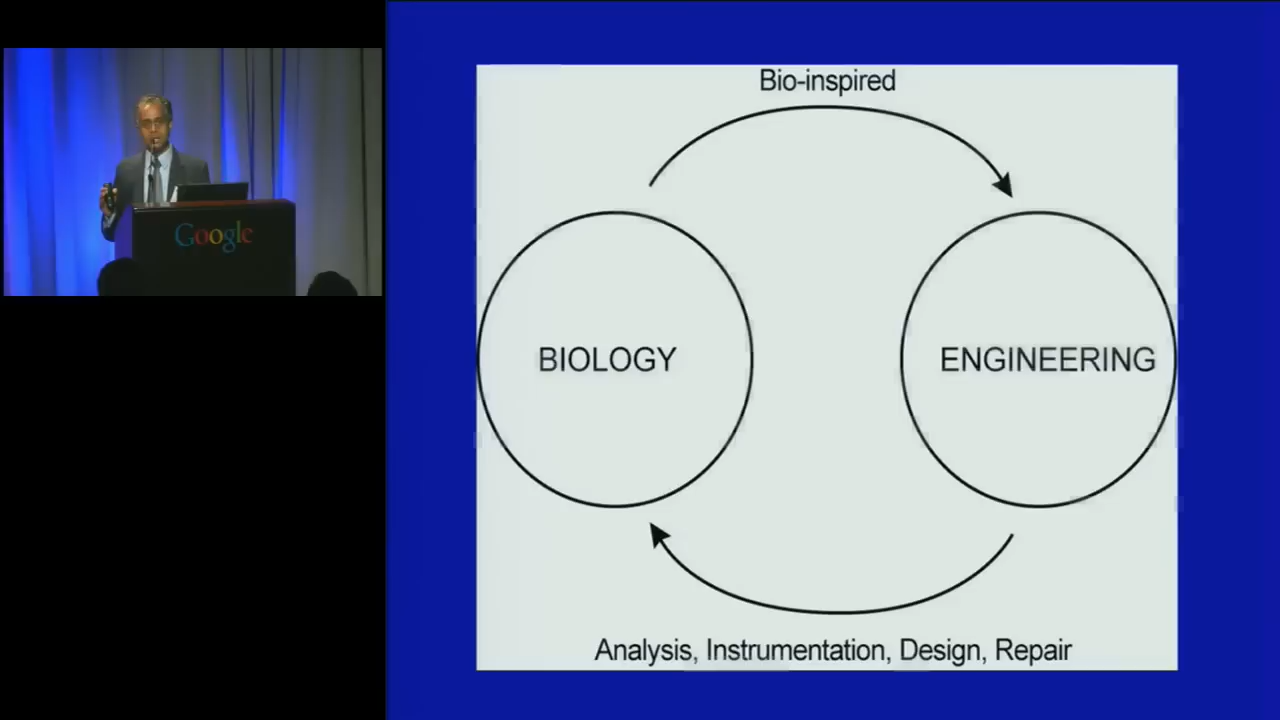 Google
Bio-inspired
BIOLOGY
ENGINEERING
Analysis, Instrumentation, Design, Repair